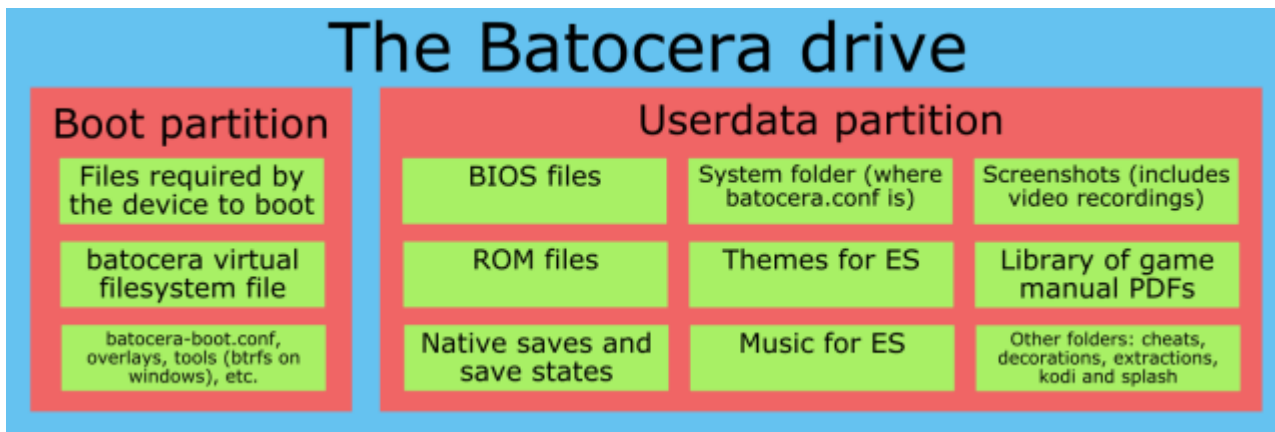 The Batocera drive
Boot partition
Files required by
the device to boot
batocera virtual
filesystem file
batocera-boot.conf,
overlays, tools (btrfs on
windows), etc.
Userdata partition
BIOS files
System folder (where
batocera.conf is)
Screenshots (includes
video recordings)
ROM files
Themes for ES
Library of game
manual PDFs
Native saves and
save states
Music for ES
Other folders: cheats,
decorations, extractions,
kodi and splash